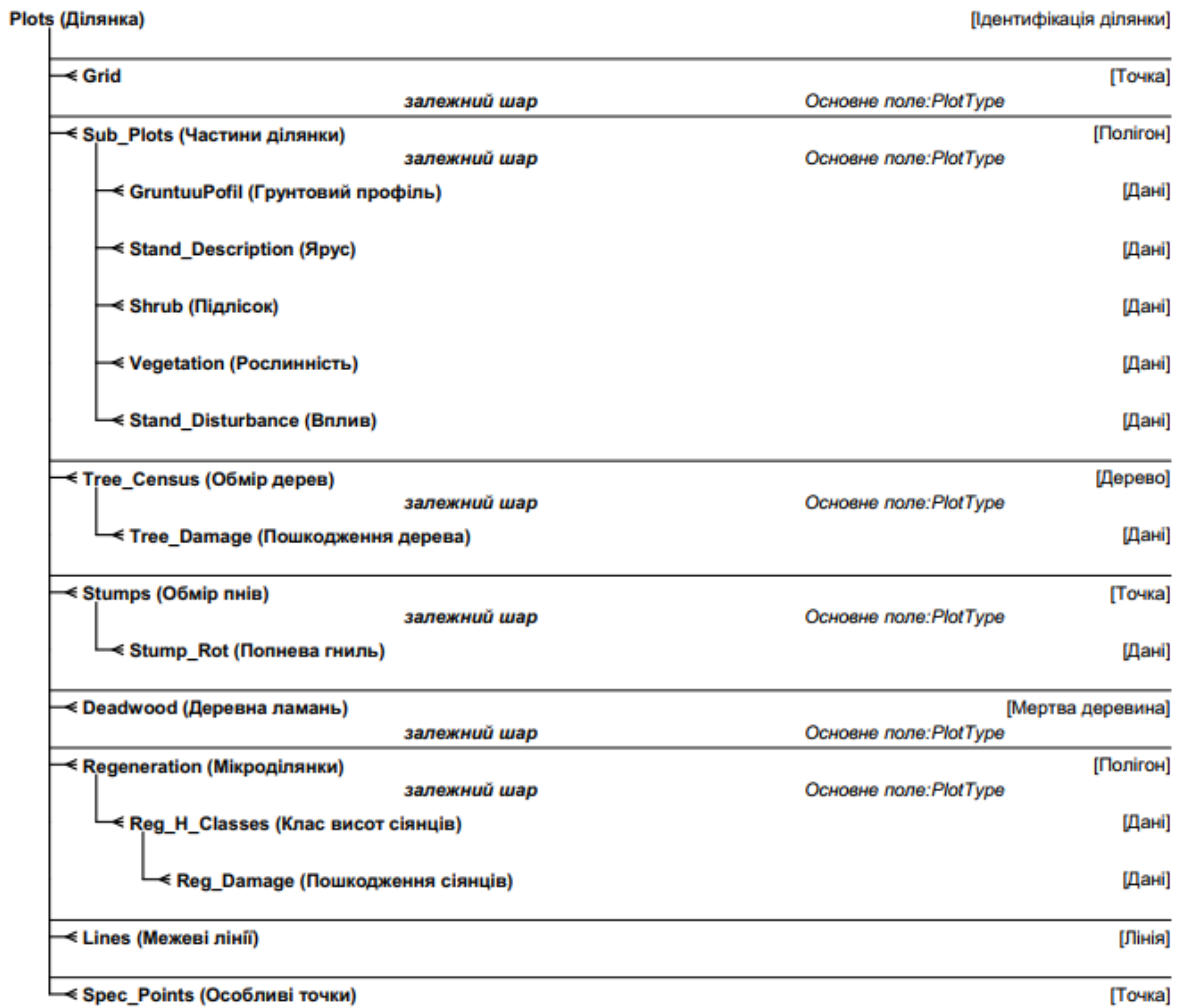 Plots (Ділянка) [Ідентифікація ділянки]
Grid [Точка]
залежний шар Основне поле:PlotType
Sub_Plots (Частини ділянки) [Полігон]
залежний шар Основне поле:PlotType
GruntuuPofil (Грунтовий профіль) [Дані]
Stand_Description (Ярус) [Дані]
Shrub (Підлісок) [Дані]
Vegetation (Рослинність) [Дані]
Stand_Disturbance (Вплив) [Дані]
Tree_Census (Обмір дерев) [Дерево]
залежний шар Основне поле:PlotType
Tree_Damage (Пошкодження дерева) [Дані]
Stumps (Обмір пнів) [Точка]
залежний шар Основне поле:PlotType
Stump_Rot (Попнева гниль) [Дані]
Deadwood (Деревна ламань) [Мертва деревина]
залежний шар Основне поле:PlotType
Regeneration (Мікроділянки) [Полігон]
залежний шар Основне поле:PlotType
Reg_H_Classes (Клас висот сіянців) [Дані]
Reg_Damage (Пошкодження сіянців) [Дані]
Lines (Межеві лінії) [Лінія]
Spec_Points (Особливі точки) [Точка]